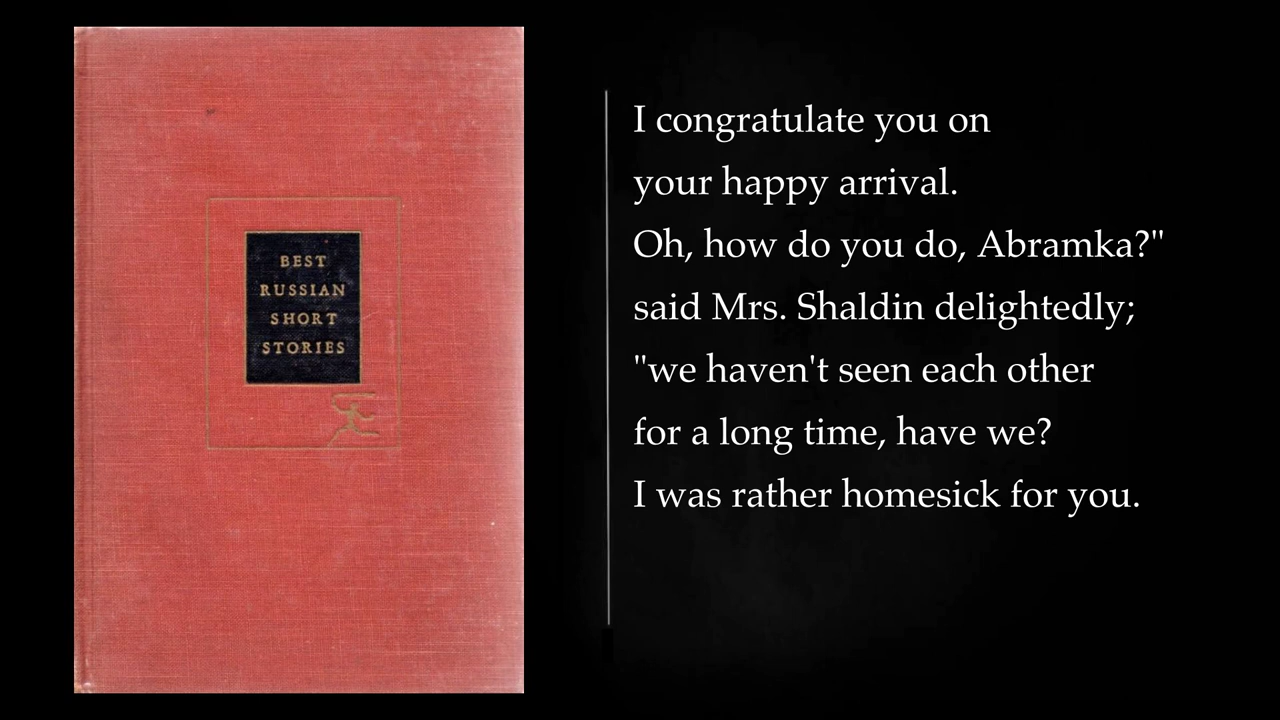 BEST
RUSSIAN
SHORT
STORIES
I congratulate you on
your happy arrival.
Oh, how do you do, Abramka?"
said Mrs. Shaldin delightedly;
"we haven't seen each other
for a long time, have we?
I was rather homesick for you.